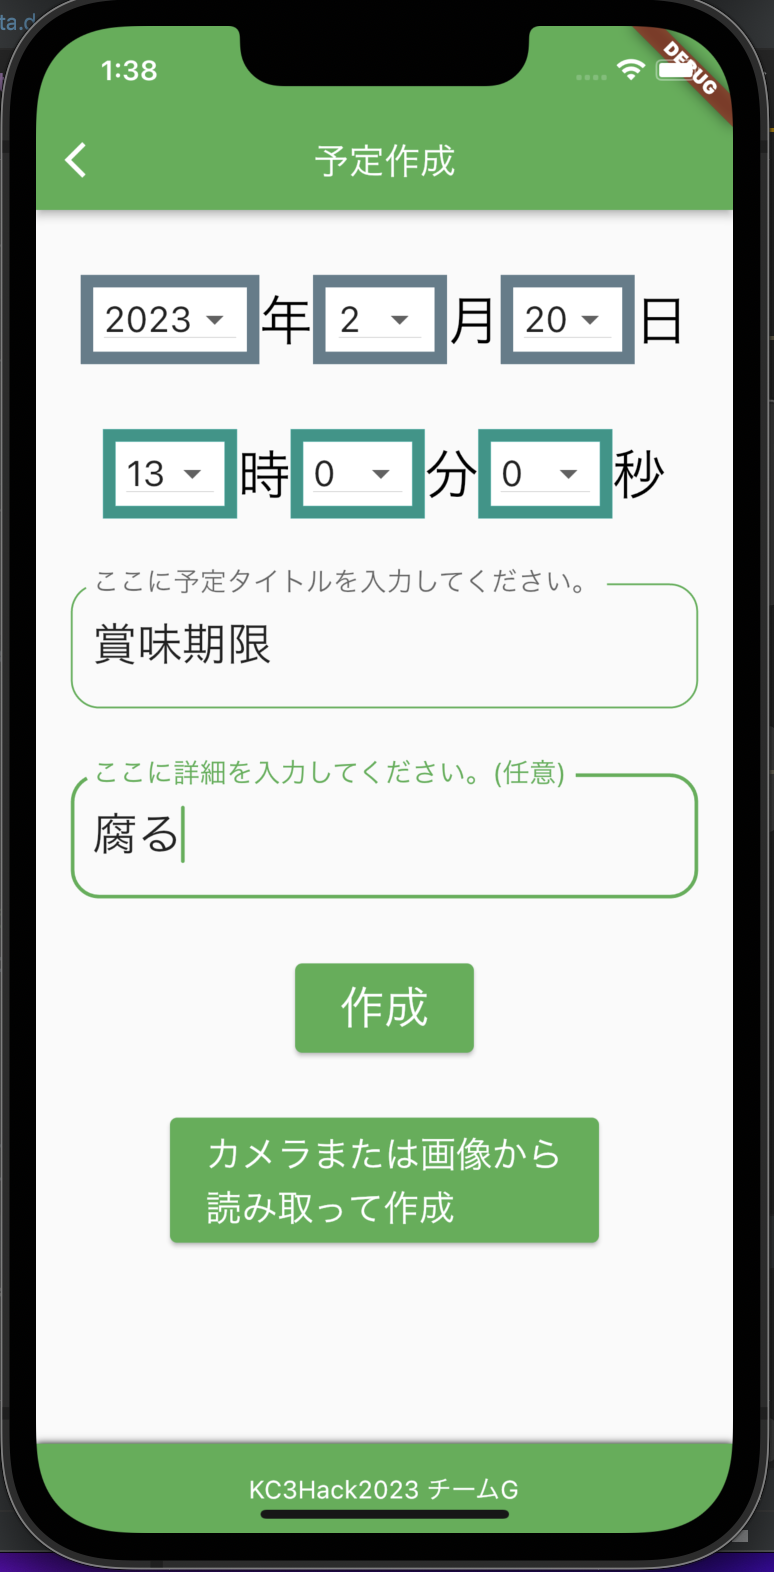 ta.d
1:38
DEBUG
予定作成
2023 年 2 月 20 日
13 時 0 分 0 秒
ここに予定タイトルを入力してください。
賞味期限
ここに詳細を入力してください。(任意)
腐る
作成
カメラまたは画像から
読み取って作成
KC3Hack2023 チームG